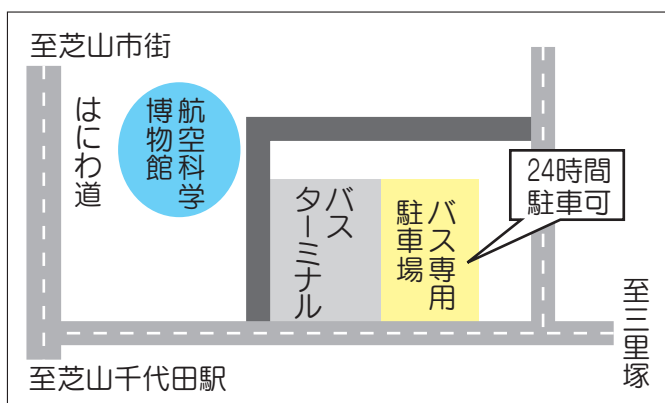 至芝山市街
はにわ道
航空科学
博物館
バス
ターミナル
バス専用
駐車場
24時間
駐車可
至三里塚
至芝山千代田駅